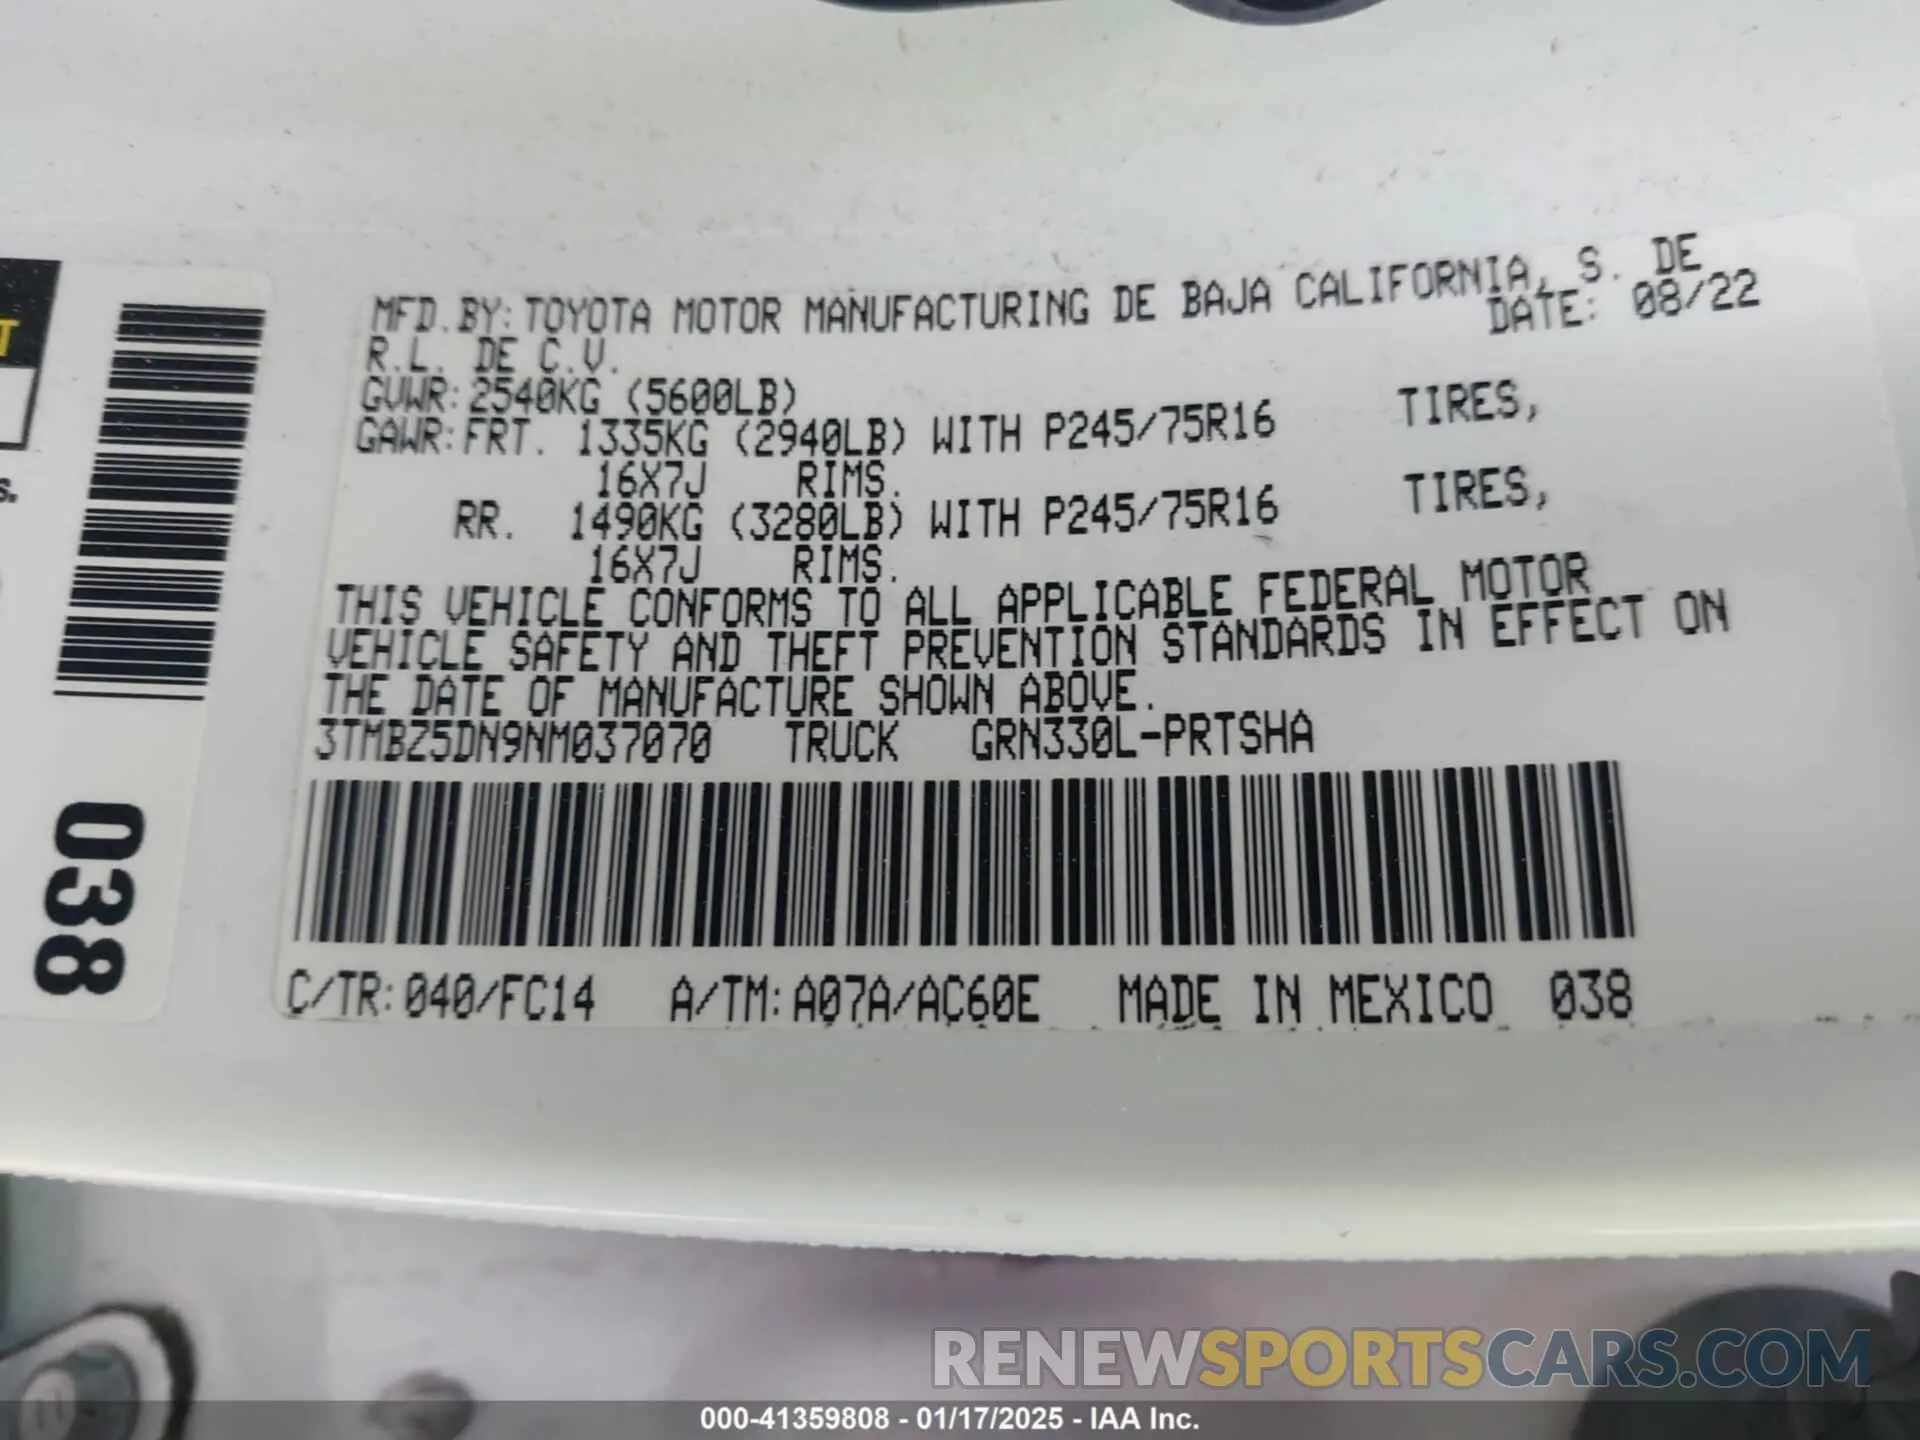 T
s.
038
MFD.BY: TOYOTA MOTOR MANUFACTURING DE BAJA CALIFORNIA, S. DE
R.L. DE C.V. DATE: 08/22
GVWR: 2540KG (5600LB)
GAWR: FRT. 1335KG (2940LB) WITH P245/75R16 TIRES,
16X7J RIMS.
RR. 1490KG (3280LB) WITH P245/75R16 TIRES,
16X7J RIMS.
THIS VEHICLE CONFORMS TO ALL APPLICABLE FEDERAL MOTOR
VEHICLE SAFETY AND THEFT PREVENTION STANDARDS IN EFFECT ON
THE DATE OF MANUFACTURE SHOWN ABOVE.
3TMBZ5DN9NM037070 TRUCK GRN330L-PRTSHA
C/TR: 040/FC14 A/TM: A07A/AC60E MADE IN MEXICO 038
RENEWSPORTSCARS.COM
000-41359808 - 01/17/2025 - IAA Inc.